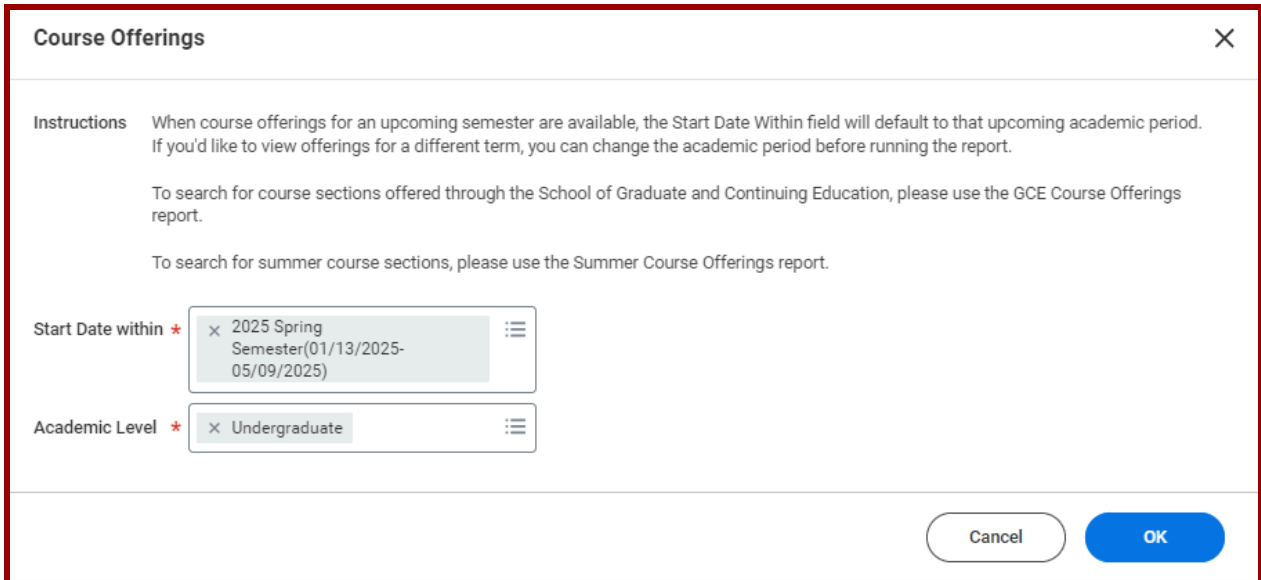 Course Offerings
Instructions
When course offerings for an upcoming semester are available, the Start Date Within field will default to that upcoming academic period.
If you'd like to view offerings for a different term, you can change the academic period before running the report.
To search for course sections offered through the School of Graduate and Continuing Education, please use the GCE Course Offerings
report.
To search for summer course sections, please use the Summer Course Offerings report.
Start Date within *
× 2025 Spring
Semester(01/13/2025-
05/09/2025)
Academic Level *
× Undergraduate
Cancel
OK